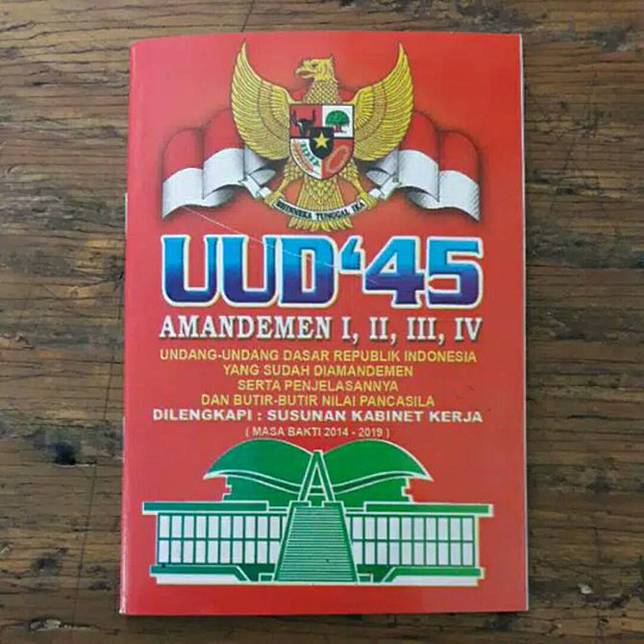 BHINNEKA TUNGGAL IKA
UUD'45
AMANDEMEN I, II, III, IV
UNDANG-UNDANG DASAR REPUBLIK INDONESIA
YANG SUDAH DIAMANDEMEN
SERTA PENJELASANNYA
DAN BUTIR-BUTIR NILAI PANCASILA
DILENGKAPI : SUSUNAN KABINET KERJA
( MASA BAKTI 2014 - 2019 )